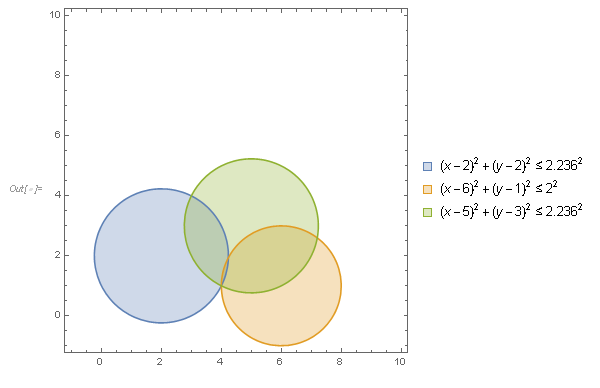 10
8
6
Out[•]=
4
2
0
0 2 4 6 8 10
(x − 2)² + (y − 2)² ≤ 2.236²
(x − 6)² + (y − 1)² ≤ 2²
(x − 5)² + (y − 3)² ≤ 2.236²